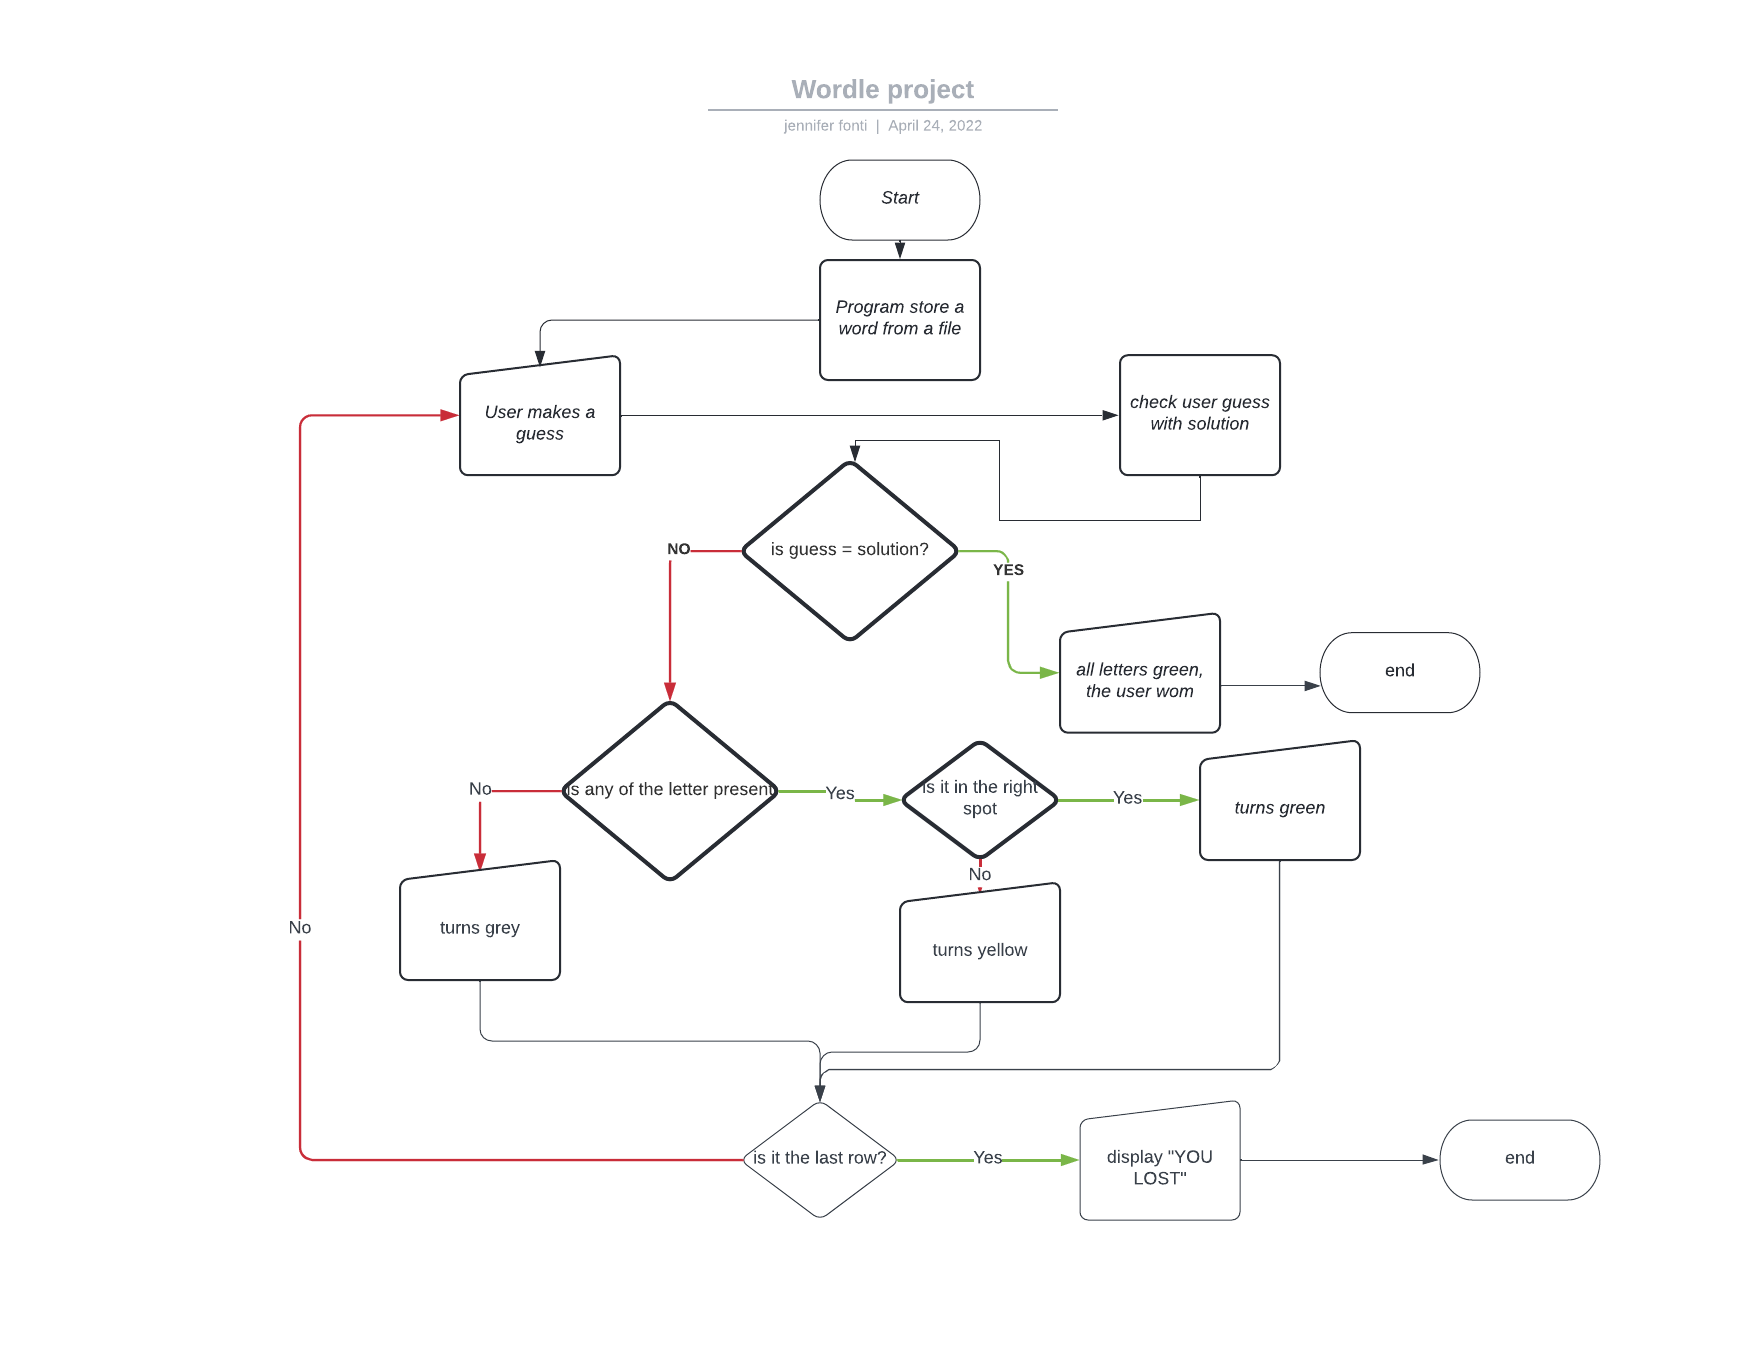 Wordle project
jennifer fonti | April 24, 2022
Start
Program store a
word from a file
User makes a
guess
check user guess
with solution
is guess = solution?
NO
YES
all letters green,
the user wom
end
is any of the letter present
No
Yes
is it in the right
spot
Yes
turns green
No
turns grey
turns yellow
No
is it the last row?
Yes
display "YOU
LOST"
end